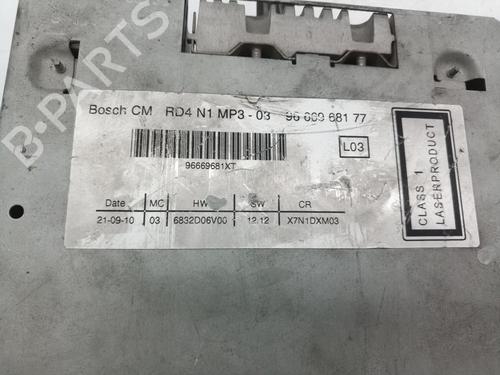 Bosch CM RD4 N1 MP3 - 03 96 669 681 77
96669681XT
L03
Date MC HW SW CR
21-09-10 03 6832D06V00 12.12 X7N1DXM03
CLASS 1
LASERPRODUCT